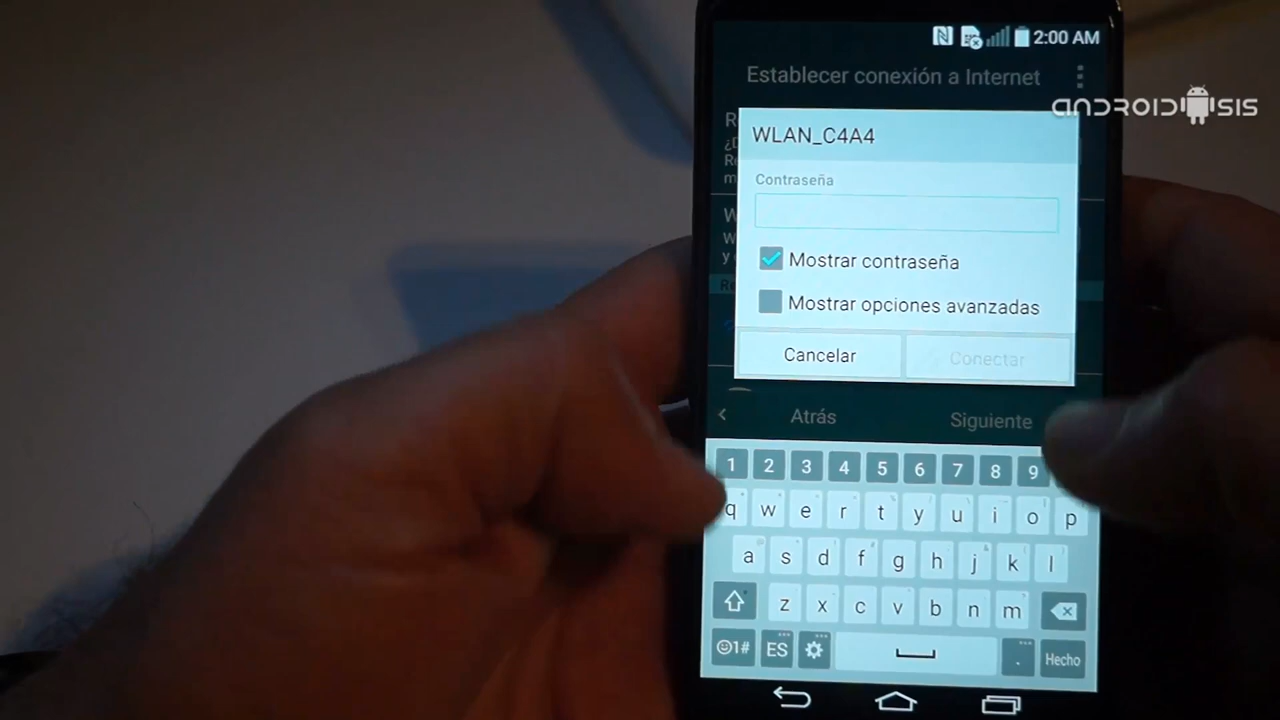 2:00 AM
Establecer conexión a Internet
ANDROIDSIS
WLAN_C4A4
Contraseña
Mostrar contraseña
Mostrar opciones avanzadas
Cancelar
Conectar
Atrás
Siguiente
1 2 3 4 5 6 7 8 9
q w e r t y u i o p
a s d f g h j k l
z x c v b n m
1# ES . Hecho